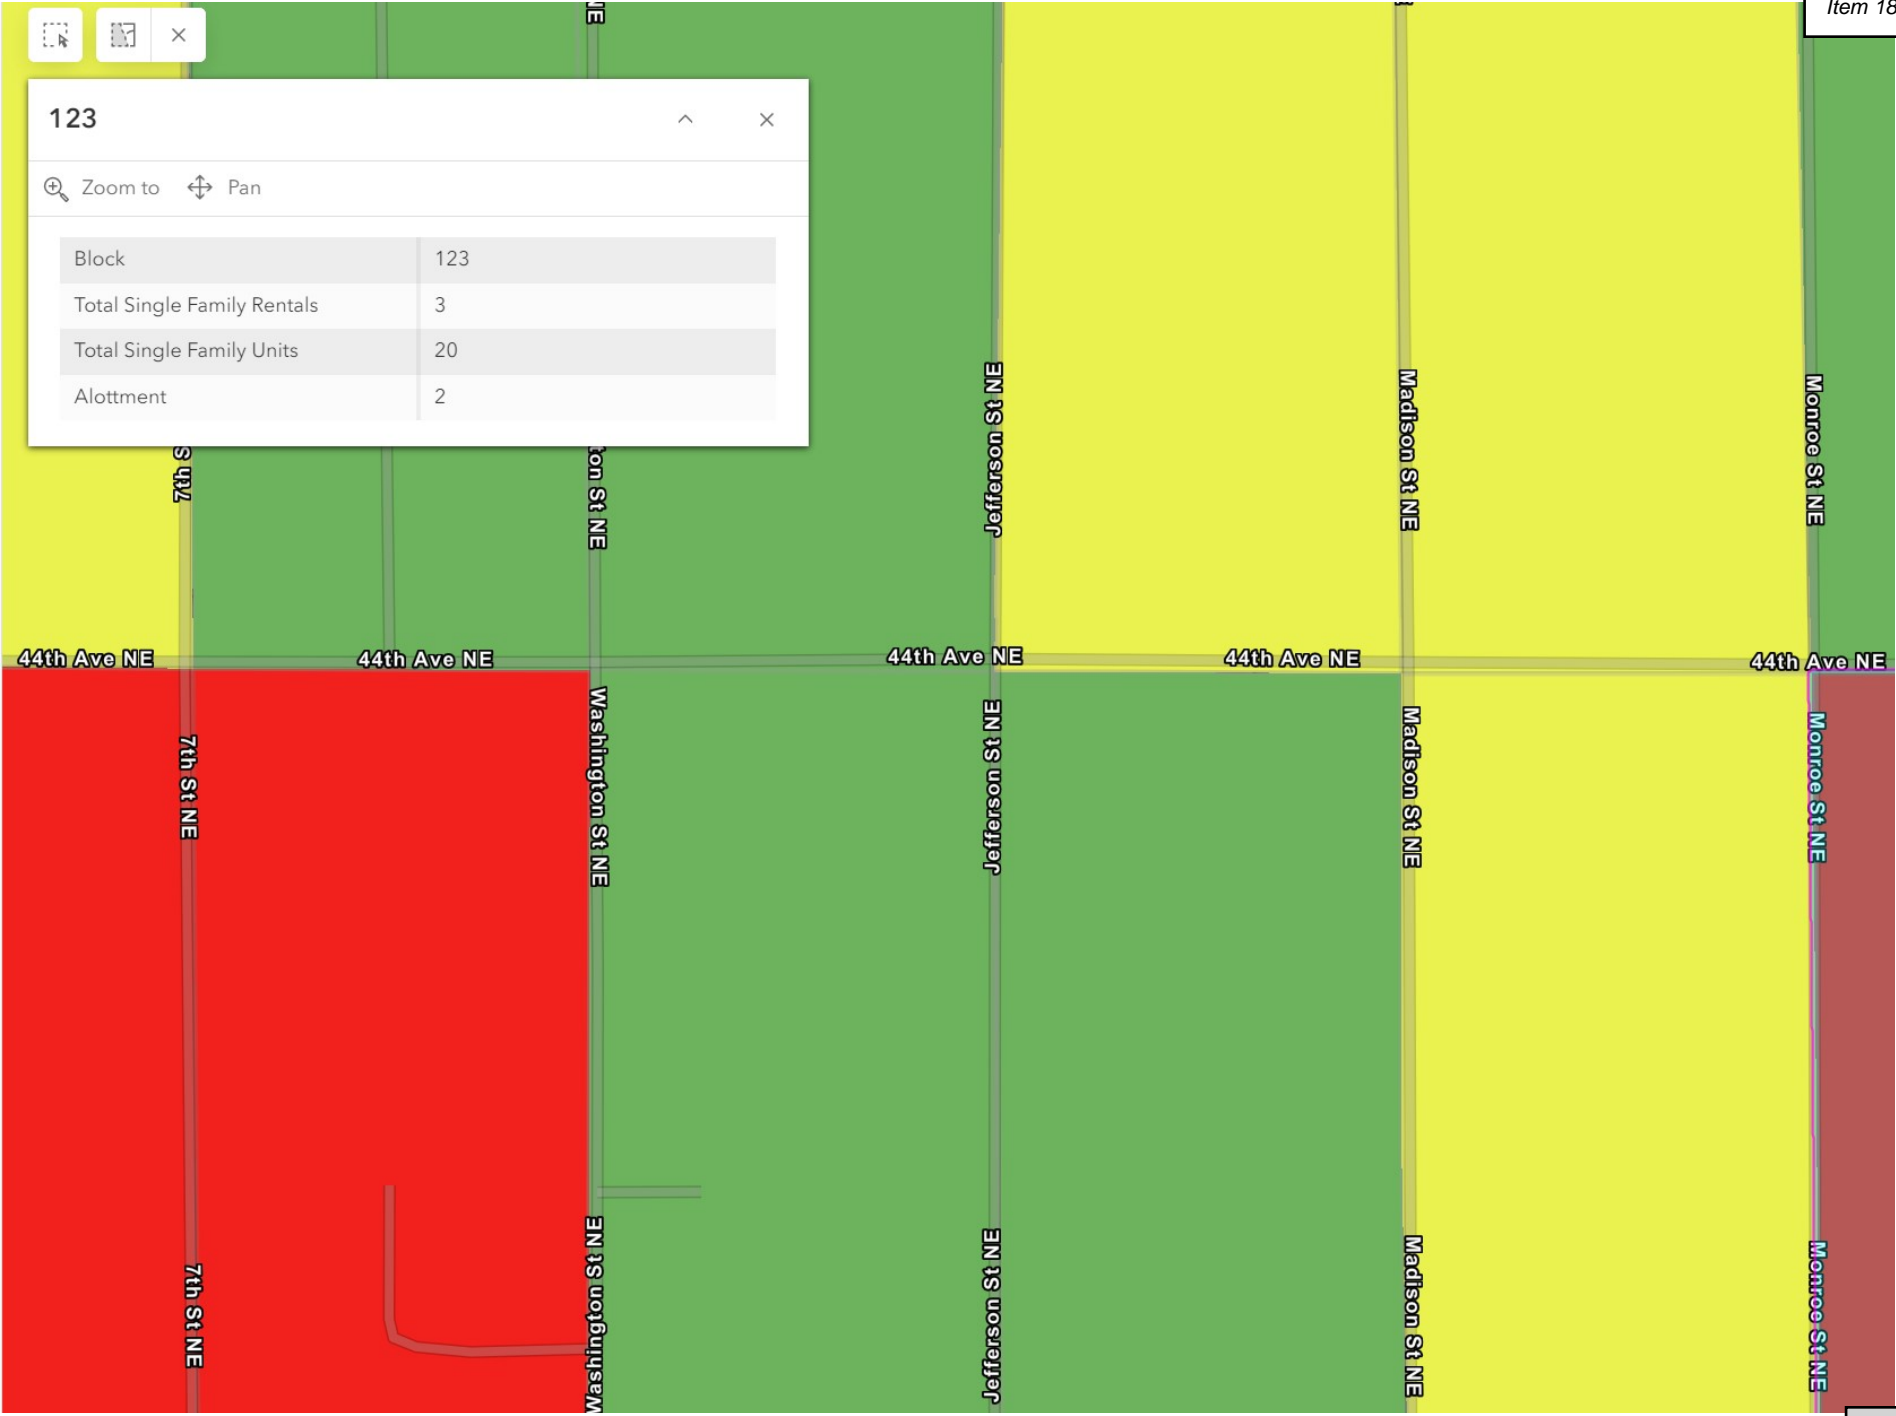 Item 18
NE
123
Zoom to Pan
Block 123
Total Single Family Rentals 3
Total Single Family Units 20
Alottment 2
7th S
ton St NE
Jefferson St NE
Madison St NE
Monroe St NE
44th Ave NE
44th Ave NE
44th Ave NE
44th Ave NE
44th Ave NE
7th St NE
Washington St NE
Jefferson St NE
Madison St NE
Monroe St NE
7th St NE
Washington St NE
Jefferson St NE
Madison St NE
Monroe St NE